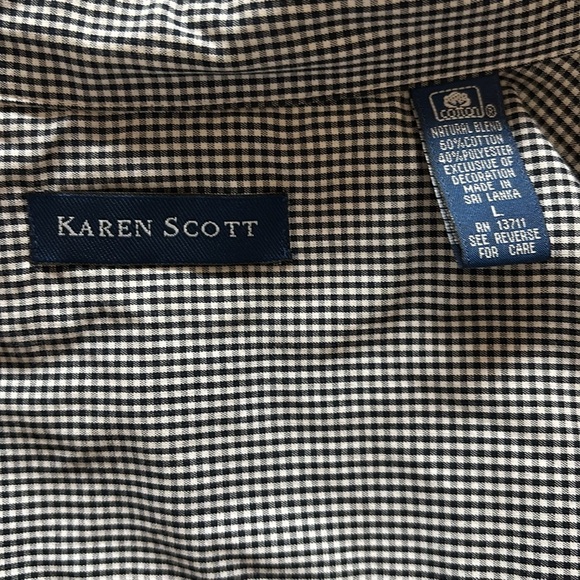 KAREN SCOTT
cotton ®
NATURAL BLEND
60% COTTON
40% POLYESTER
EXCLUSIVE OF
DECORATION
MADE IN
SRI LANKA
L
RN 13711
SEE REVERSE
FOR CARE